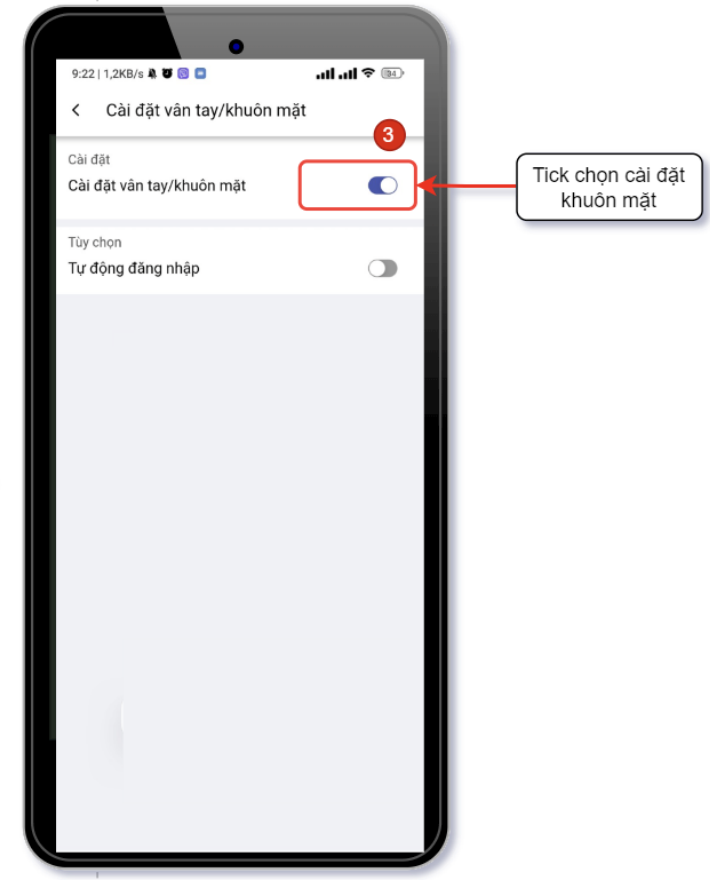 9:22 | 1,2KB/s
84
Cài đặt vân tay/khuôn mặt
3
Cài đặt
Cài đặt vân tay/khuôn mặt
Tick chọn cài đặt
khuôn mặt
Tùy chọn
Tự động đăng nhập